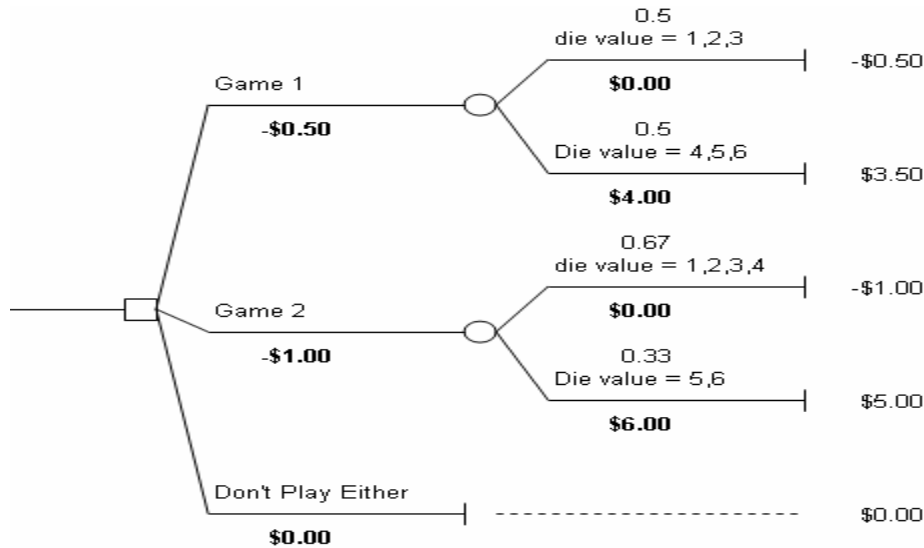 0.5
die value = 1,2,3
-$0.50
$0.00
Game 1
-$0.50
0.5
Die value = 4,5,6
$3.50
$4.00
0.67
die value = 1,2,3,4
-$1.00
$0.00
Game 2
-$1.00
0.33
Die value = 5,6
$5.00
$6.00
Don't Play Either
$0.00
$0.00